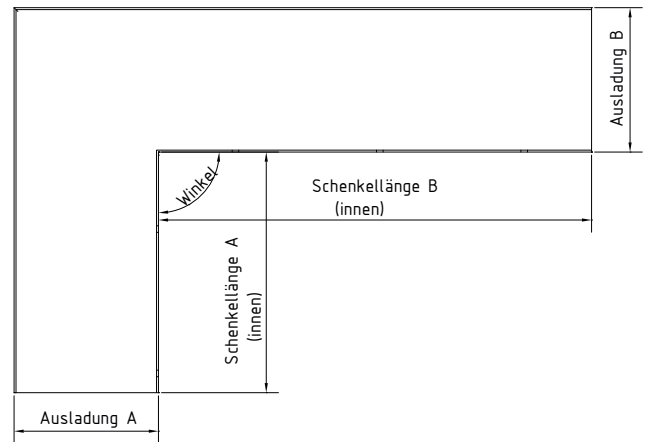 Ausladung B
Winkel
Schenkellänge B
(innen)
Schenkellänge A
(innen)
Ausladung A